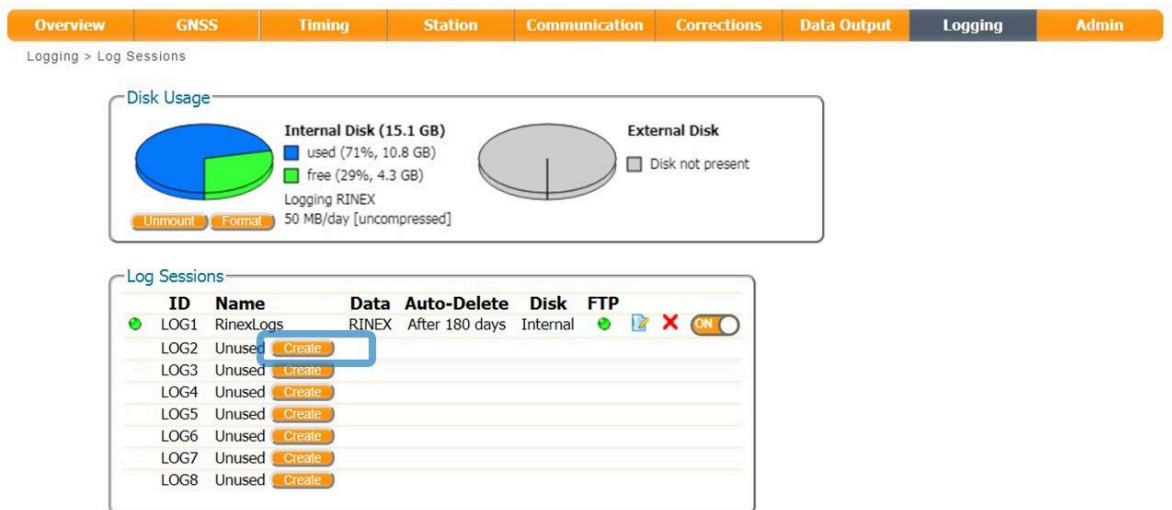 Overview GNSS Timing Station Communication Corrections Data Output Logging Admin
Logging > Log Sessions
Disk Usage
Internal Disk (15.1 GB)
used (71%, 10.8 GB)
free (29%, 4.3 GB)
Logging RINEX
50 MB/day [uncompressed]
Unmount Format
External Disk
Disk not present
Log Sessions
ID Name Data Auto-Delete Disk FTP
LOG1 RinexLogs RINEX After 180 days Internal ON
LOG2 Unused Create
LOG3 Unused Create
LOG4 Unused Create
LOG5 Unused Create
LOG6 Unused Create
LOG7 Unused Create
LOG8 Unused Create